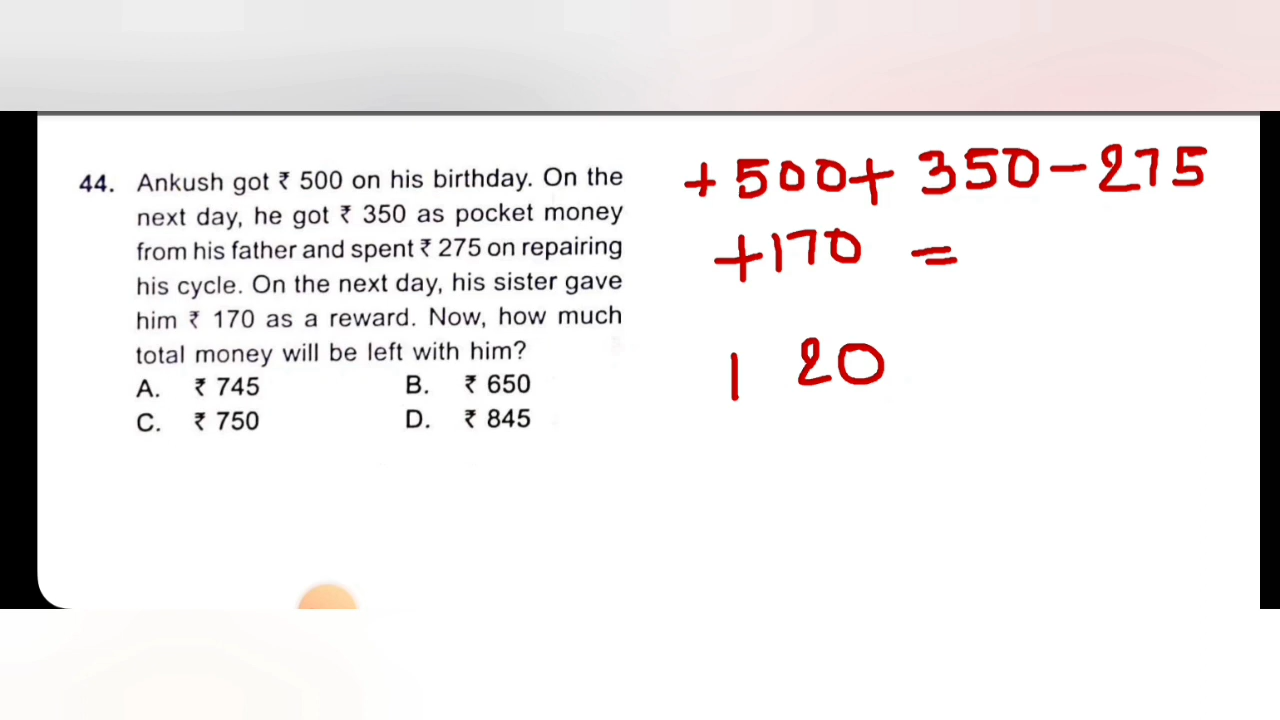 44. Ankush got ₹ 500 on his birthday. On the
next day, he got ₹ 350 as pocket money
from his father and spent ₹ 275 on repairing
his cycle. On the next day, his sister gave
him ₹ 170 as a reward. Now, how much
total money will be left with him?
A. ₹ 745 B. ₹ 650
C. ₹ 750 D. ₹ 845
+500+ 350-275
+170 =
1 20